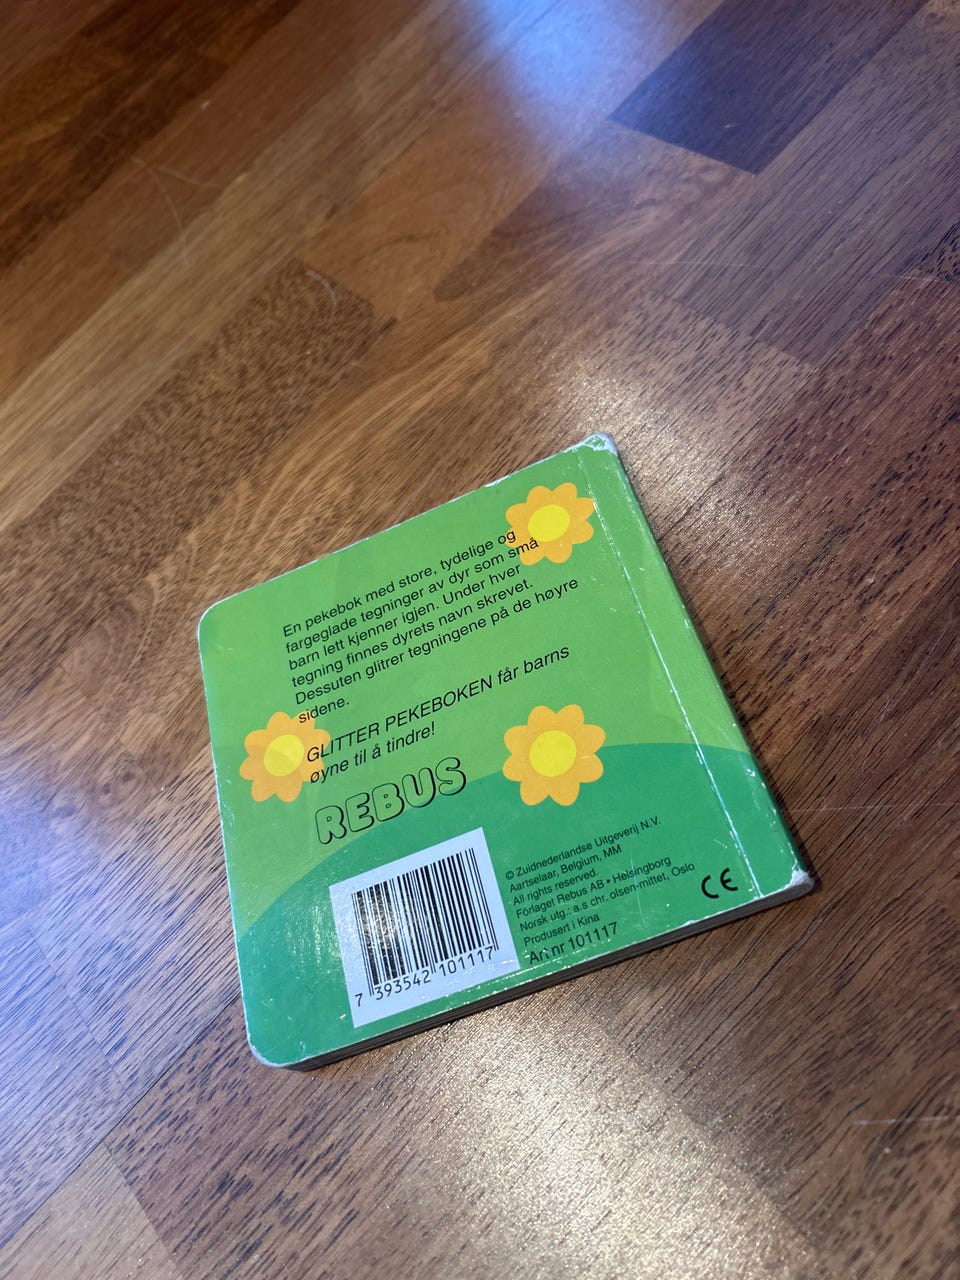 En pekebok med store, tydelige og
fargeglade tegninger av dyr som små
barn lett kjenner igjen. Under hver
tegning finnes dyrets navn skrevet.
Dessuten glitrer tegningene på de høyre
sidene.
GLITTER PEKEBOKEN får barns
øyne til å tindre!
REBUS
7 393542 101117
© Zuidnederlandse Uitgeverij N.V.
Aartselaar, Belgium, MM
All rights reserved.
Förlaget Rebus AB • Helsingborg
Norsk utg.: a.s chr. olsen-mittet, Oslo
Produsert i Kina
Art nr 101117
CE